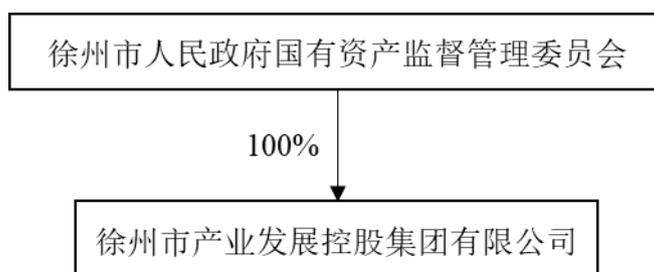 徐州市人民政府国有资产监督管理委员会
100%
徐州市产业发展控股集团有限公司